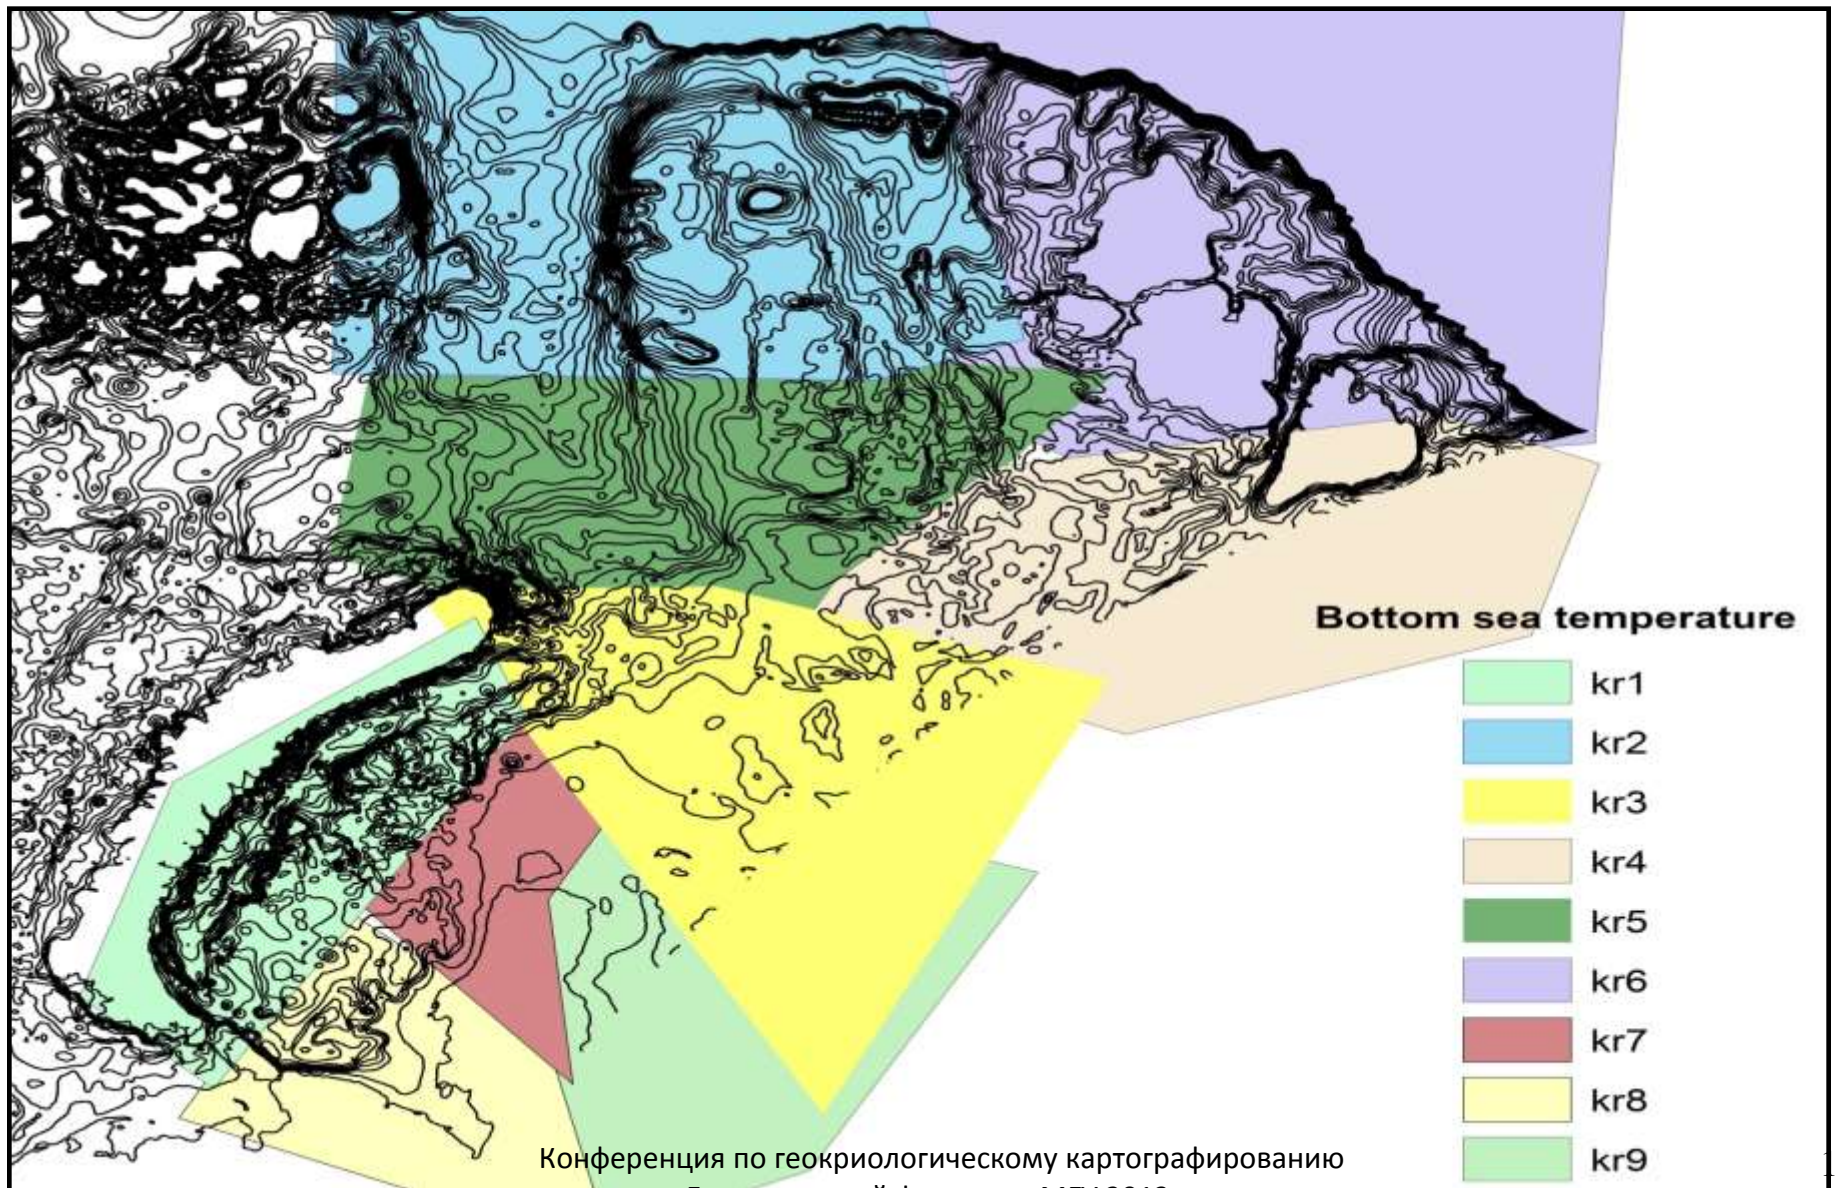 Bottom sea temperature
kr1
kr2
kr3
kr4
kr5
kr6
kr7
kr8
kr9
Конференция по геокриологическому картографированию